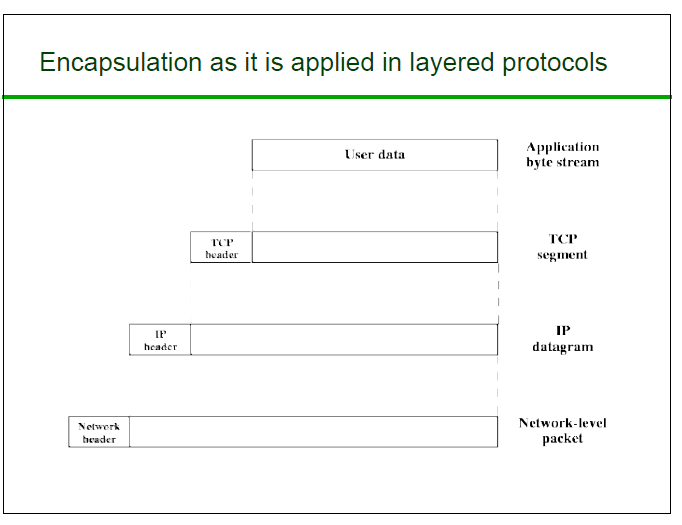 Encapsulation as it is applied in layered protocols
User data
Application
byte stream
TCP
header
TCP
segment
IP
header
IP
datagram
Network
header
Network-level
packet